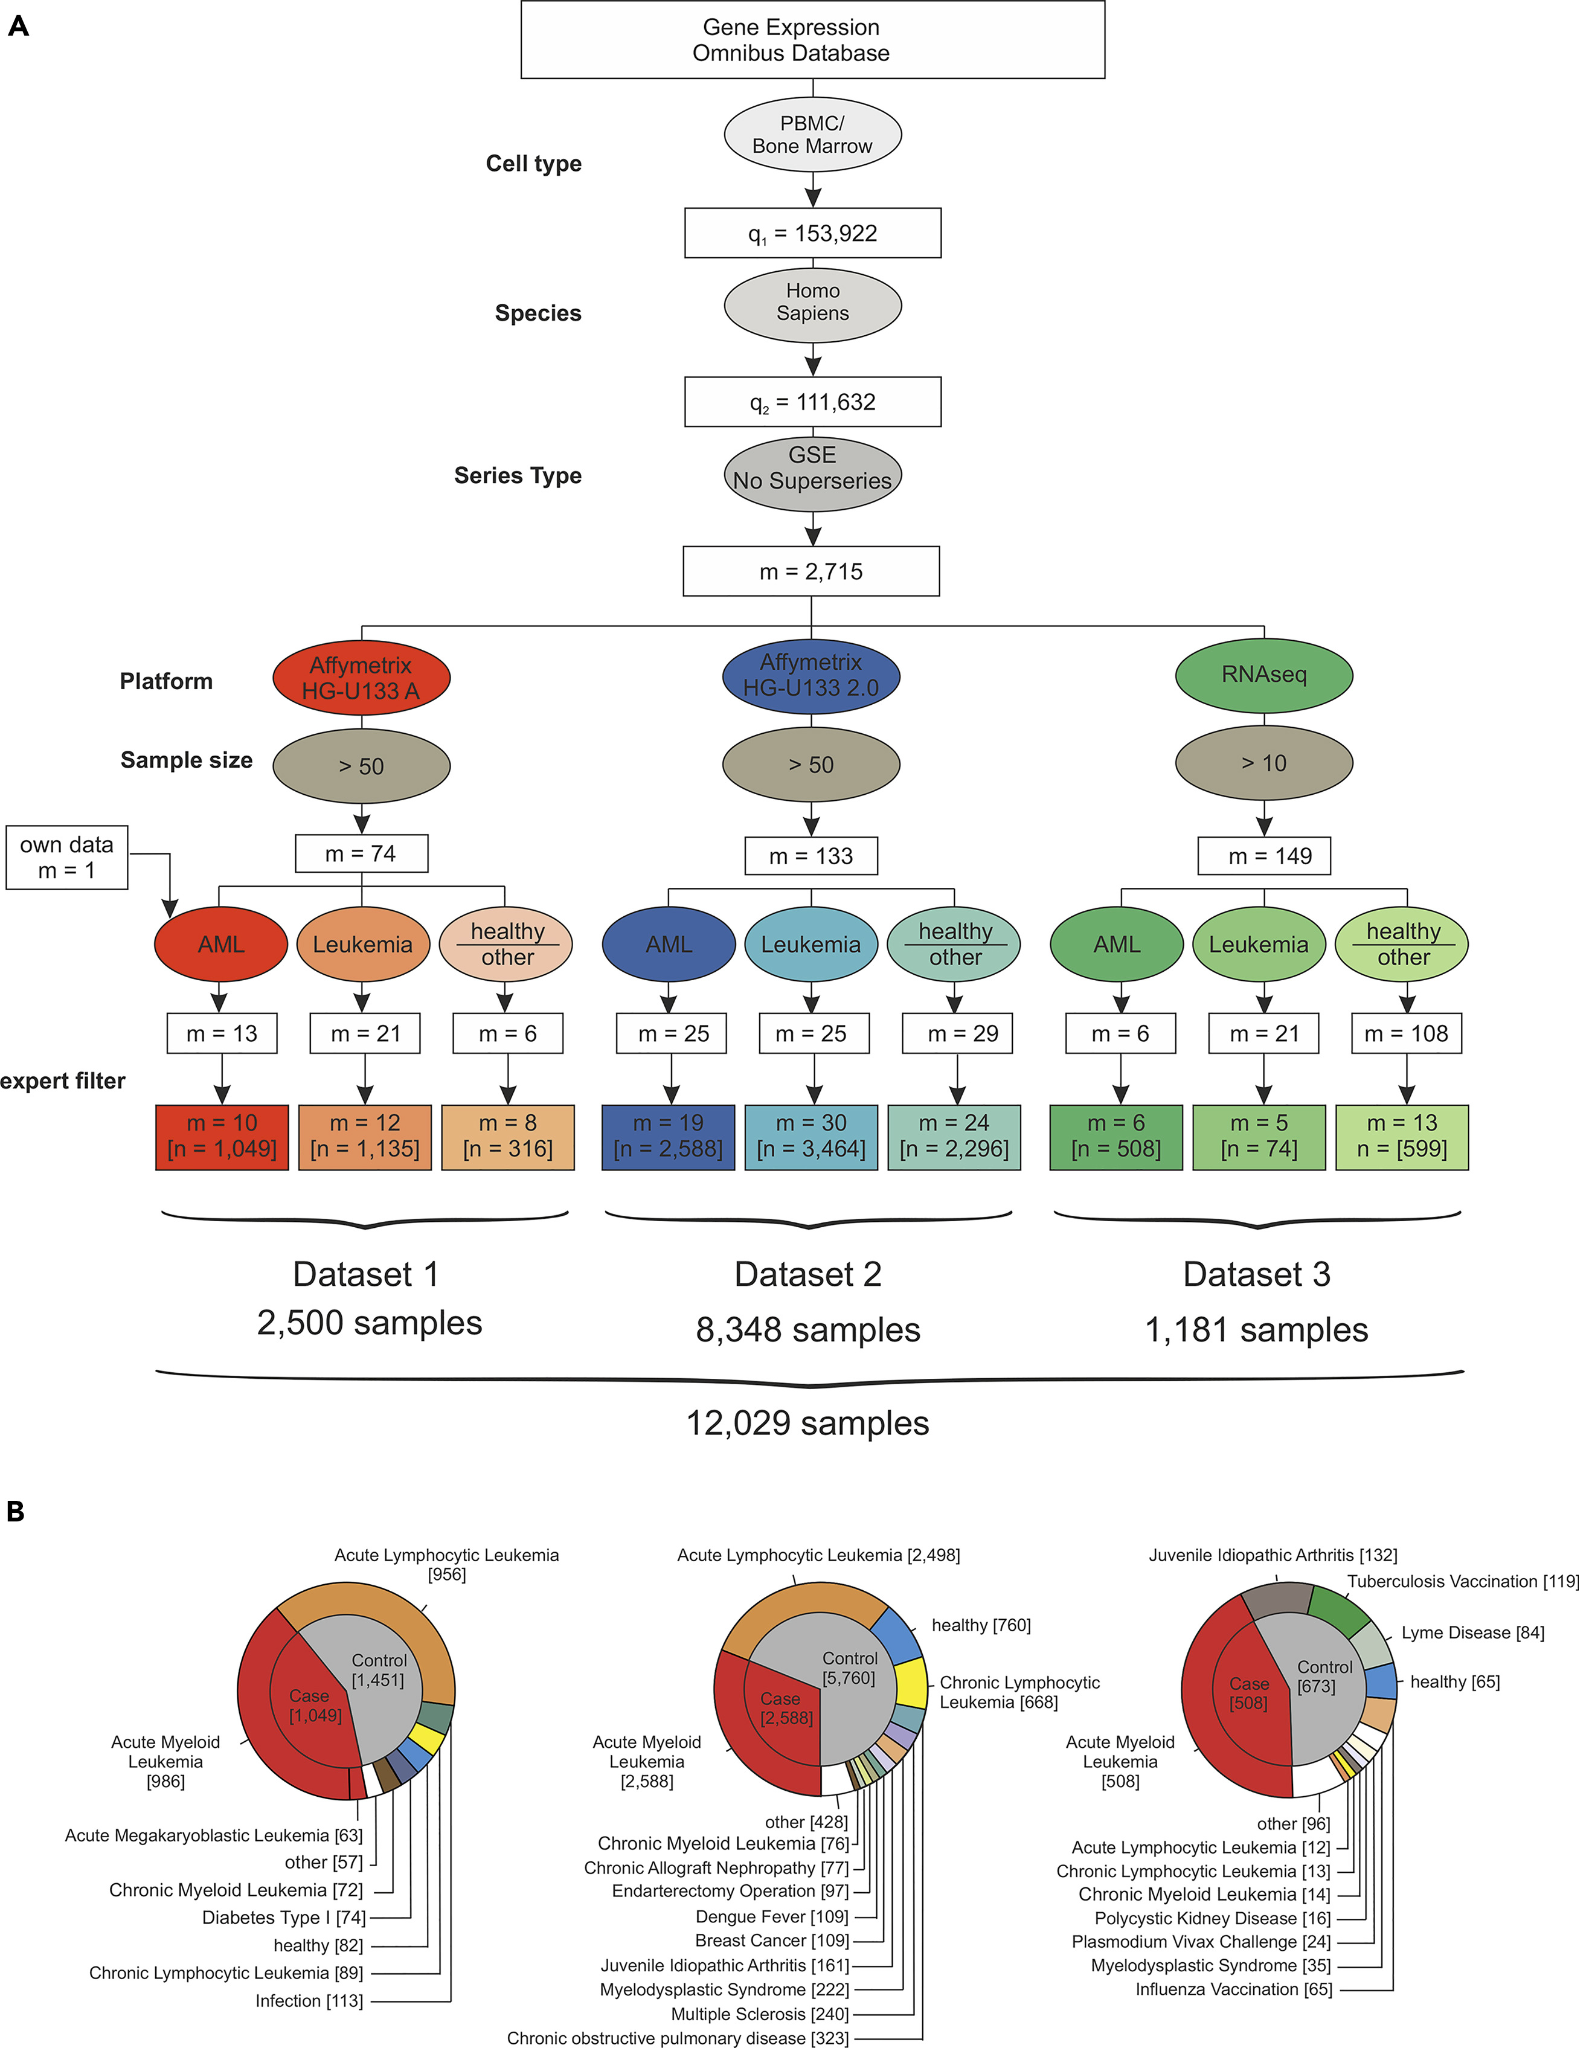 A
Gene Expression
Omnibus Database
PBMC/
Bone Marrow
Cell type
q1 = 153,922
Homo
Sapiens
Species
q2 = 111,632
GSE
No Superseries
Series Type
m = 2,715
Platform
Affymetrix
HG-U133 A
Affymetrix
HG-U133 2.0
RNAseq
Sample size
> 50
> 50
> 10
own data
m = 1
m = 74
m = 133
m = 149
AML
Leukemia
healthy
other
AML
Leukemia
healthy
other
AML
Leukemia
healthy
other
m = 13
m = 21
m = 6
m = 25
m = 25
m = 29
m = 6
m = 21
m = 108
expert filter
m = 10
[n = 1,049]
m = 12
[n = 1,135]
m = 8
[n = 316]
m = 19
[n = 2,588]
m = 30
[n = 3,464]
m = 24
[n = 2,296]
m = 6
[n = 508]
m = 5
[n = 74]
m = 13
n = [599]
Dataset 1
2,500 samples
Dataset 2
8,348 samples
Dataset 3
1,181 samples
12,029 samples
B
Acute Lymphocytic Leukemia
[956]
Control
[1,451]
Case
[1,049]
Acute Myeloid
Leukemia
[986]
Acute Megakaryoblastic Leukemia [63]
other [57]
Chronic Myeloid Leukemia [72]
Diabetes Type I [74]
healthy [82]
Chronic Lymphocytic Leukemia [89]
Infection [113]
Acute Lymphocytic Leukemia [2,498]
healthy [760]
Control
[5,760]
Chronic Lymphocytic
Leukemia [668]
Case
[2,588]
Acute Myeloid
Leukemia
[2,588]
other [428]
Chronic Myeloid Leukemia [76]
Chronic Allograft Nephropathy [77]
Endarterectomy Operation [97]
Dengue Fever [109]
Breast Cancer [109]
Juvenile Idiopathic Arthritis [161]
Myelodysplastic Syndrome [222]
Multiple Sclerosis [240]
Chronic obstructive pulmonary disease [323]
Juvenile Idiopathic Arthritis [132]
Tuberculosis Vaccination [119]
Lyme Disease [84]
healthy [65]
Control
[673]
Case
[508]
Acute Myeloid
Leukemia
[508]
other [96]
Acute Lymphocytic Leukemia [12]
Chronic Lymphocytic Leukemia [13]
Chronic Myeloid Leukemia [14]
Polycystic Kidney Disease [16]
Plasmodium Vivax Challenge [24]
Myelodysplastic Syndrome [35]
Influenza Vaccination [65]